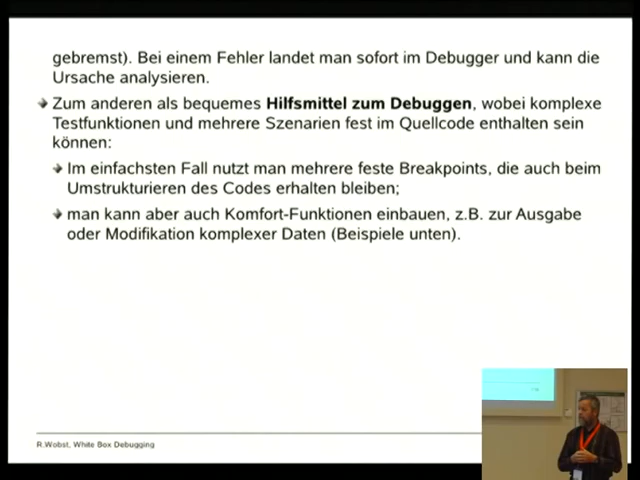 gebremst). Bei einem Fehler landet man sofort im Debugger und kann die
Ursache analysieren.
Zum anderen als bequemes Hilfsmittel zum Debuggen, wobei komplexe
Testfunktionen und mehrere Szenarien fest im Quellcode enthalten sein
können:
Im einfachsten Fall nutzt man mehrere feste Breakpoints, die auch beim
Umstrukturieren des Codes erhalten bleiben;
man kann aber auch Komfort-Funktionen einbauen, z.B. zur Ausgabe
oder Modifikation komplexer Daten (Beispiele unten).
R.Wobst, White Box Debugging